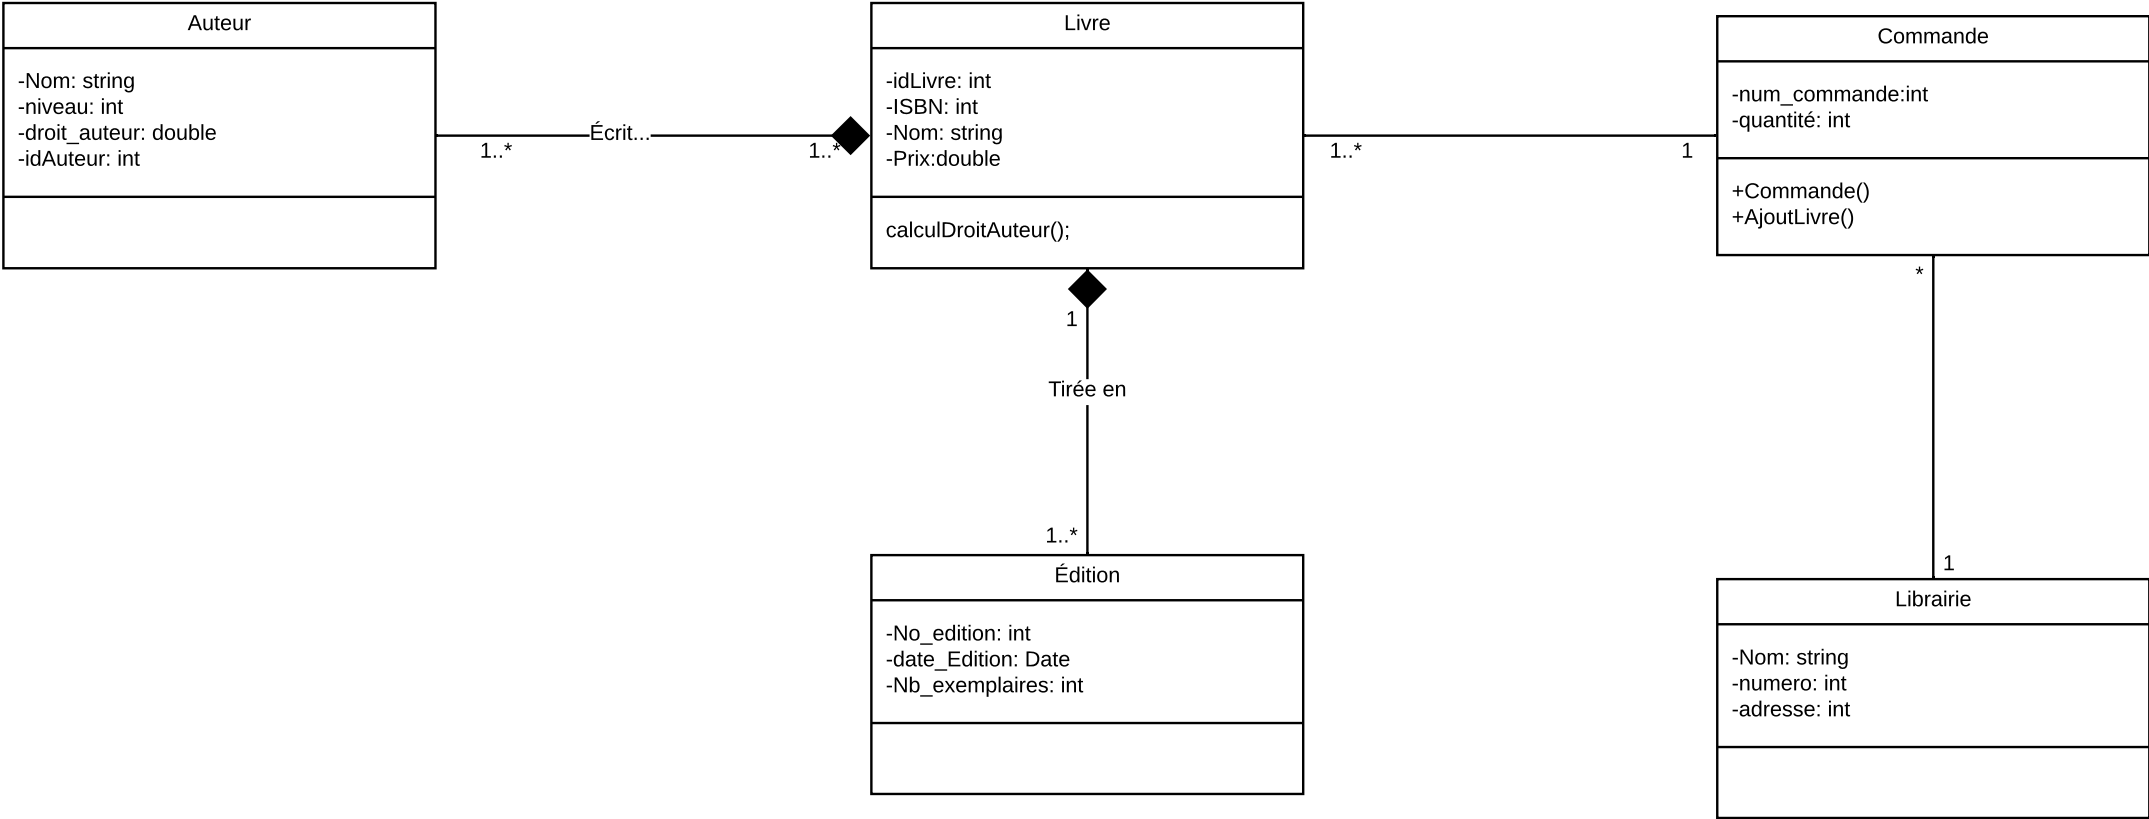 Auteur
-Nom: string
-niveau: int
-droit_auteur: double
-idAuteur: int
Écrit...
1..*
1..*
Livre
-idLivre: int
-ISBN: int
-Nom: string
-Prix:double
calculDroitAuteur();
1..*
1
Commande
-num_commande:int
-quantité: int
+Commande()
+AjoutLivre()
*
1
1
Tirée en
1..*
Édition
-No_edition: int
-date_Edition: Date
-Nb_exemplaires: int
Librairie
-Nom: string
-numero: int
-adresse: int